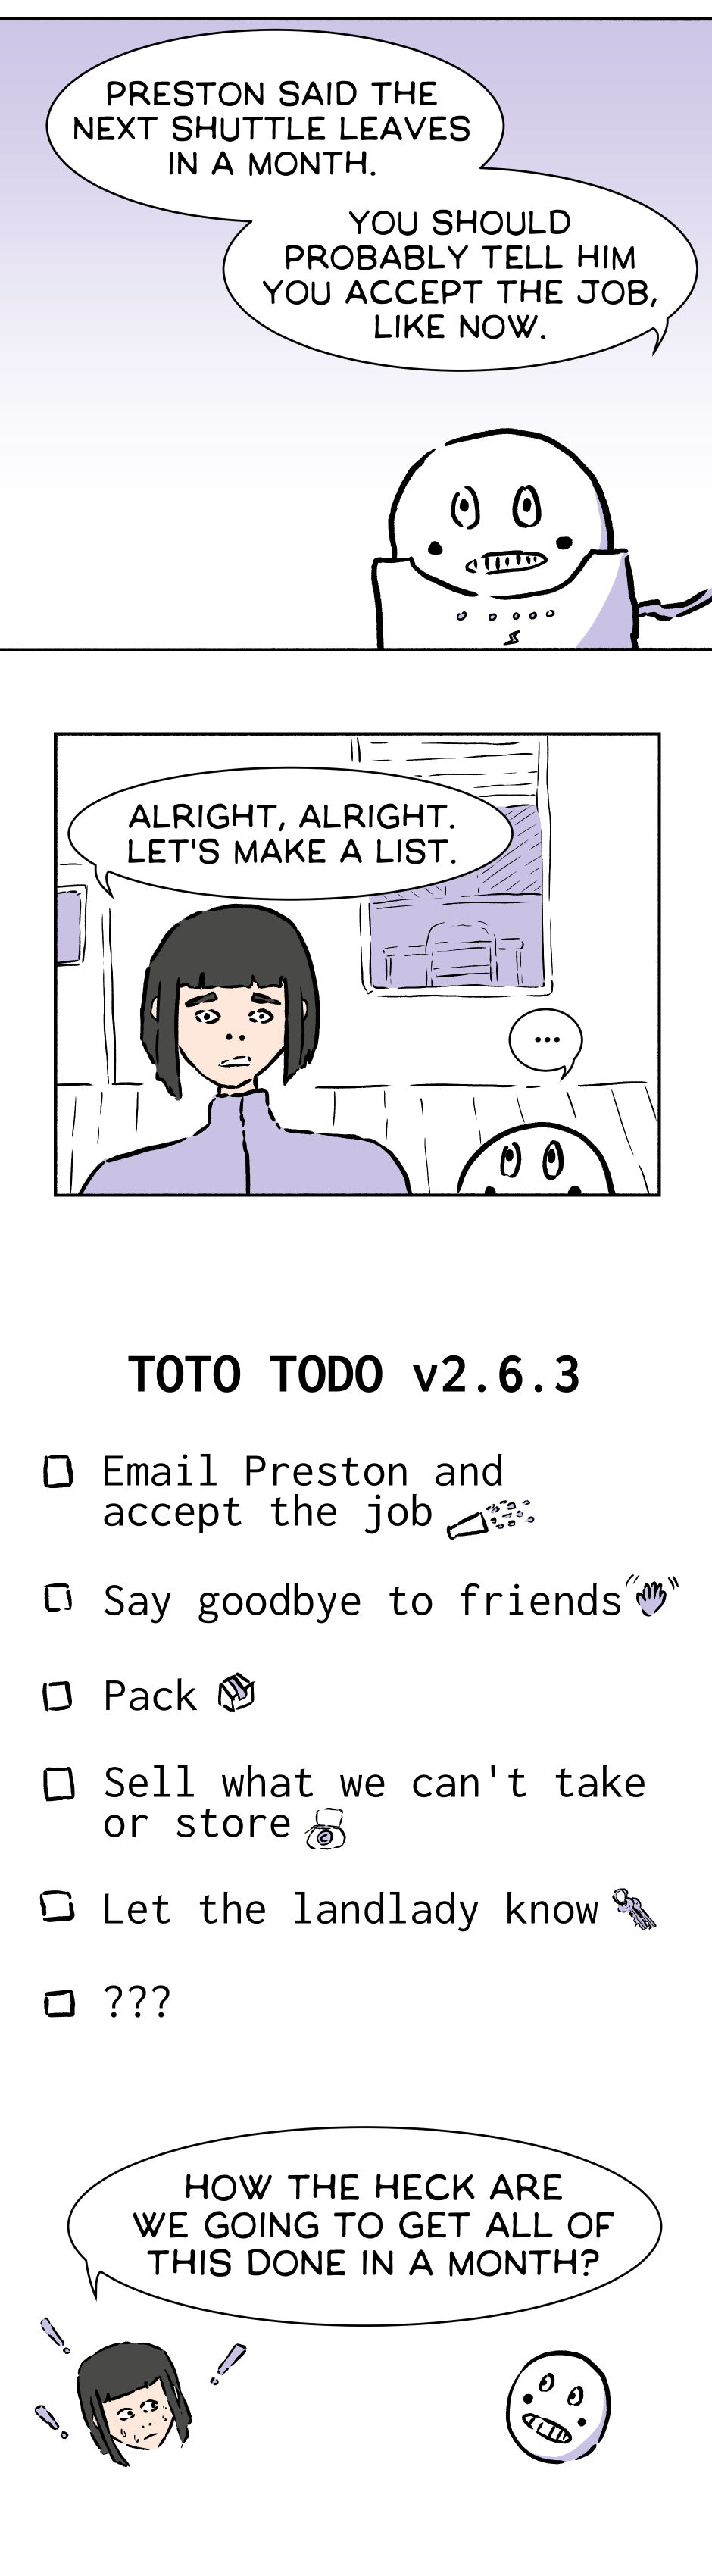 PRESTON SAID THE
NEXT SHUTTLE LEAVES
IN A MONTH.
YOU SHOULD
PROBABLY TELL HIM
YOU ACCEPT THE JOB,
LIKE NOW.
ALRIGHT, ALRIGHT.
LET'S MAKE A LIST.
...
TOTO TODO v2.6.3
Email Preston and
accept the job
Say goodbye to friends
Pack
Sell what we can't take
or store
Let the landlady know
???
HOW THE HECK ARE
WE GOING TO GET ALL OF
THIS DONE IN A MONTH?